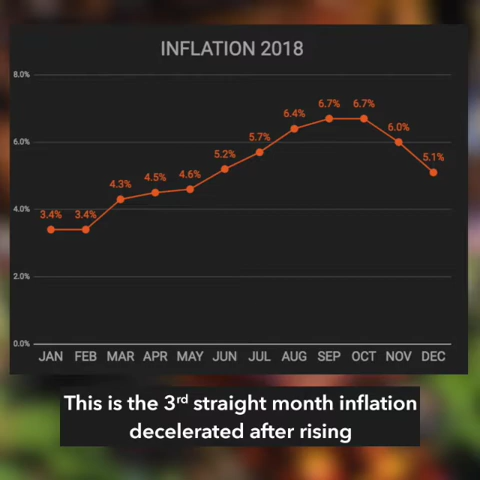 INFLATION 2018
8.0%
6.0%
4.0%
2.0%
0.0%
3.4% 3.4% 4.3% 4.5% 4.6% 5.2% 5.7% 6.4% 6.7% 6.7% 6.0% 5.1%
JAN FEB MAR APR MAY JUN JUL AUG SEP OCT NOV DEC
This is the 3rd straight month inflation
decelerated after rising